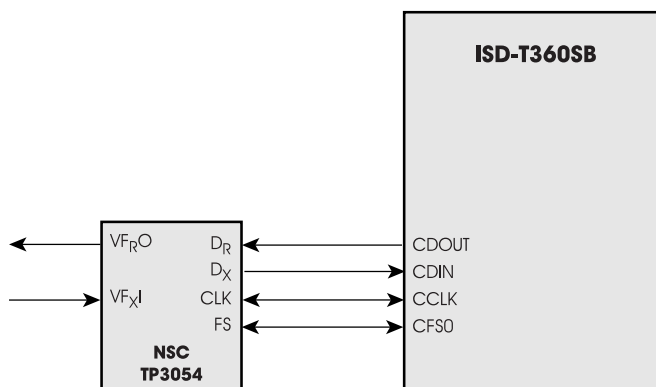 ISD-T360SB
VFRO DR CDOUT
DX CDIN
VFXI CLK CCLK
FS CFS0
NSC
TP3054